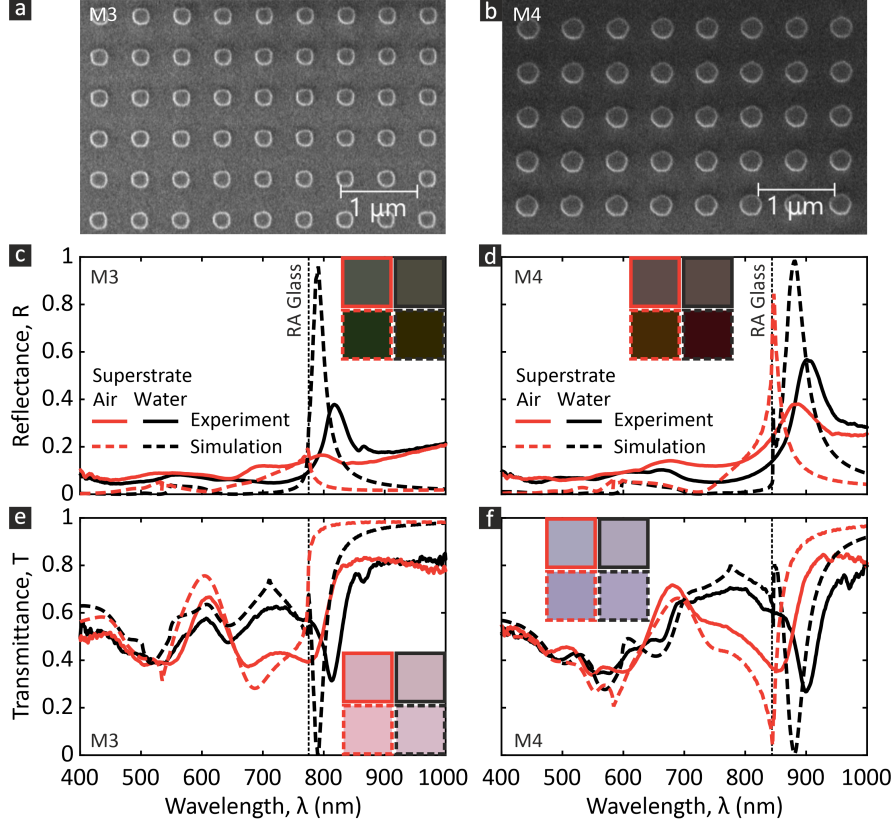 a M3
1 μm
b M4
1 μm
c M3
RA Glass
Superstrate
Air Water
Experiment
Simulation
Reflectance, R
1
0.8
0.6
0.4
0.2
0
d M4
RA Glass
Superstrate
Air Water
Experiment
Simulation
e
M3
Transmittance, T
1
0.8
0.6
0.4
0.2
0
400 500 600 700 800 900 1000
Wavelength, λ (nm)
f
M4
400 500 600 700 800 900 1000
Wavelength, λ (nm)